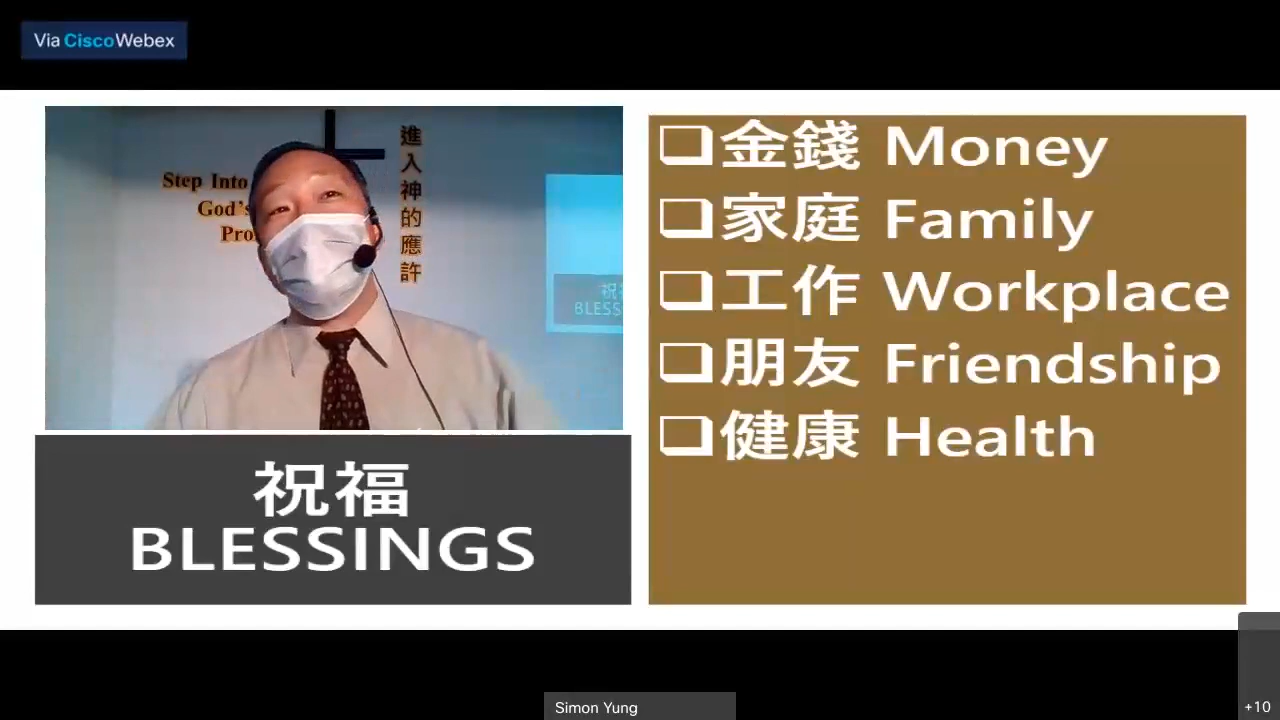 Via CiscoWebex
Step Into
God's
Pro
進入神的應許
祝
BLESS
祝福
BLESSINGS
❑金錢 Money
❑家庭 Family
❑工作 Workplace
❑朋友 Friendship
❑健康 Health
Simon Yung
+10